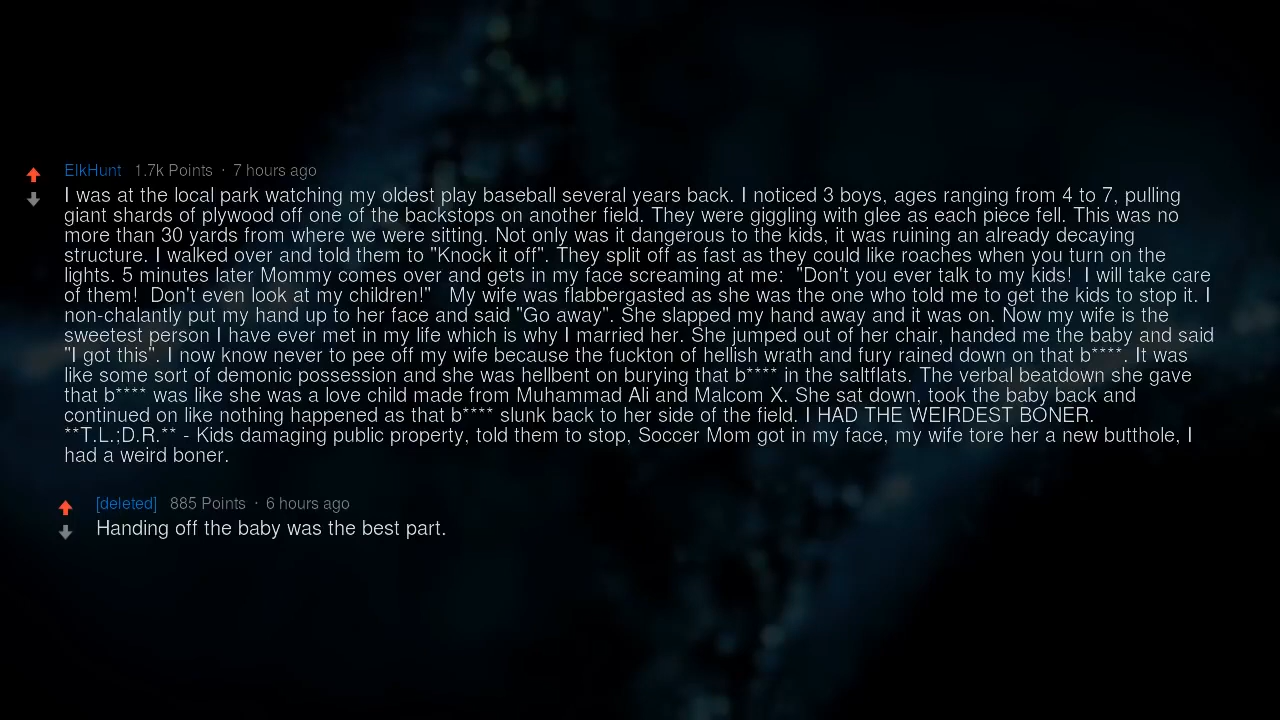 ElkHunt 1.7k Points · 7 hours ago
I was at the local park watching my oldest play baseball several years back. I noticed 3 boys, ages ranging from 4 to 7, pulling
giant shards of plywood off one of the backstops on another field. They were giggling with glee as each piece fell. This was no
more than 30 yards from where we were sitting. Not only was it dangerous to the kids, it was ruining an already decaying
structure. I walked over and told them to "Knock it off". They split off as fast as they could like roaches when you turn on the
lights. 5 minutes later Mommy comes over and gets in my face screaming at me:  "Don't you ever talk to my kids!  I will take care
of them!  Don't even look at my children!"   My wife was flabbergasted as she was the one who told me to get the kids to stop it. I
non-chalantly put my hand up to her face and said "Go away". She slapped my hand away and it was on. Now my wife is the
sweetest person I have ever met in my life which is why I married her. She jumped out of her chair, handed me the baby and said
"I got this". I now know never to pee off my wife because the fuckton of hellish wrath and fury rained down on that b****. It was
like some sort of demonic possession and she was hellbent on burying that b**** in the saltflats. The verbal beatdown she gave
that b**** was like she was a love child made from Muhammad Ali and Malcom X. She sat down, took the baby back and
continued on like nothing happened as that b**** slunk back to her side of the field. I HAD THE WEIRDEST BONER.
**T.L.:D.R.** - Kids damaging public property, told them to stop, Soccer Mom got in my face, my wife tore her a new butthole, I
had a weird boner.
[deleted] 885 Points · 6 hours ago
Handing off the baby was the best part.